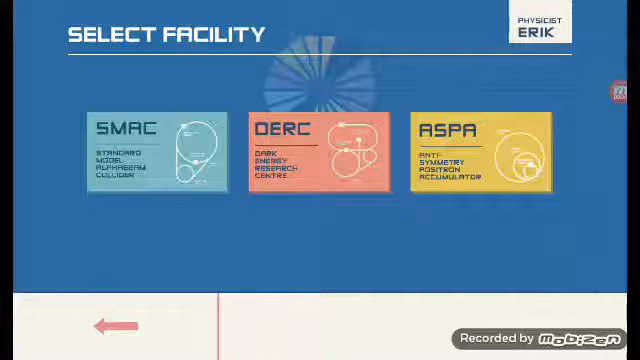 SELECT FACILITY
PHYSICIST
ERIK
SMAC
STANDARD
MODEL
ALPHABEAM
COLLIDER
DERC
DARK
ENERGY
RESEARCH
CENTRE
ASPA
ANTI-
SYMMETRY
POSITRON
ACCUMULATOR
Recorded by MOBIZEN